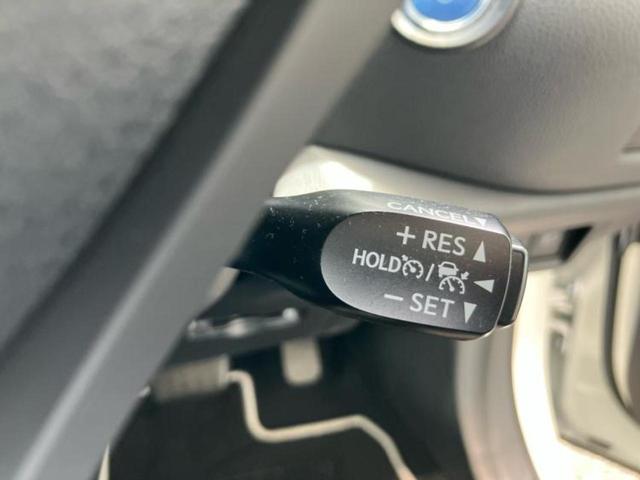 CANCEL
+ RES
HOLD /
− SET